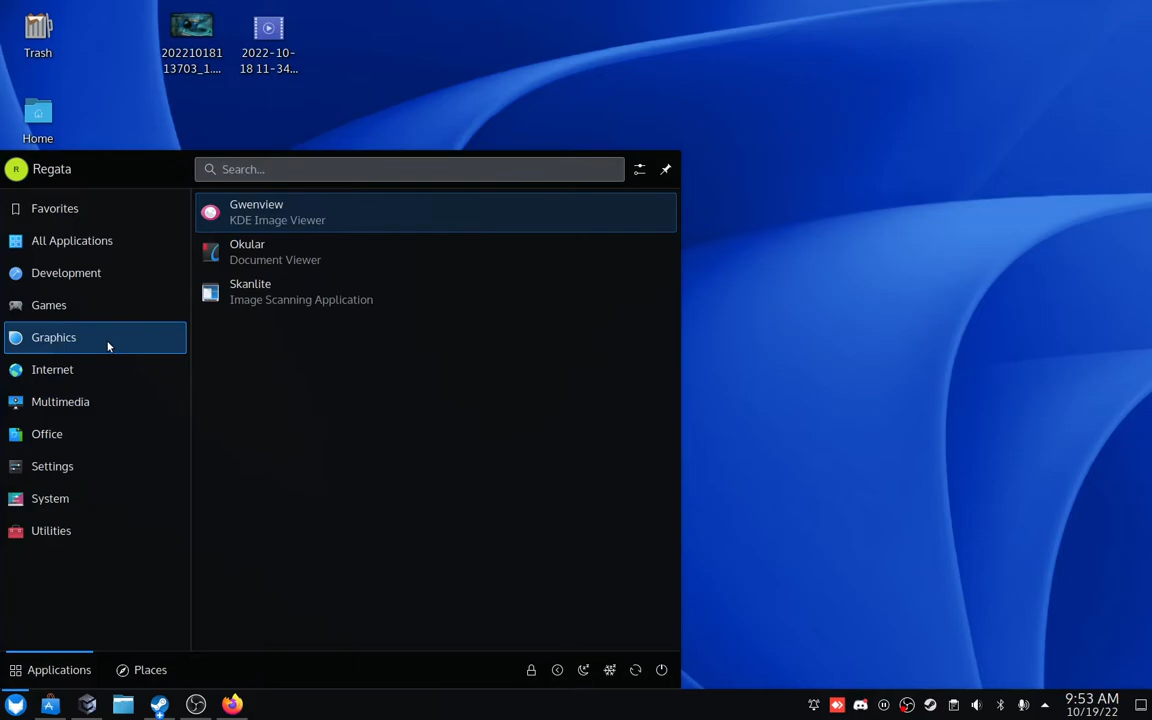 Trash
202210181
13703_1....
2022-10-
18 11-34...
Home
R
Regata
Search...
Favorites
All Applications
Development
Games
Graphics
Internet
Multimedia
Office
Settings
System
Utilities
Gwenview
KDE Image Viewer
Okular
Document Viewer
Skanlite
Image Scanning Application
Applications
Places
9:53 AM
10/19/22